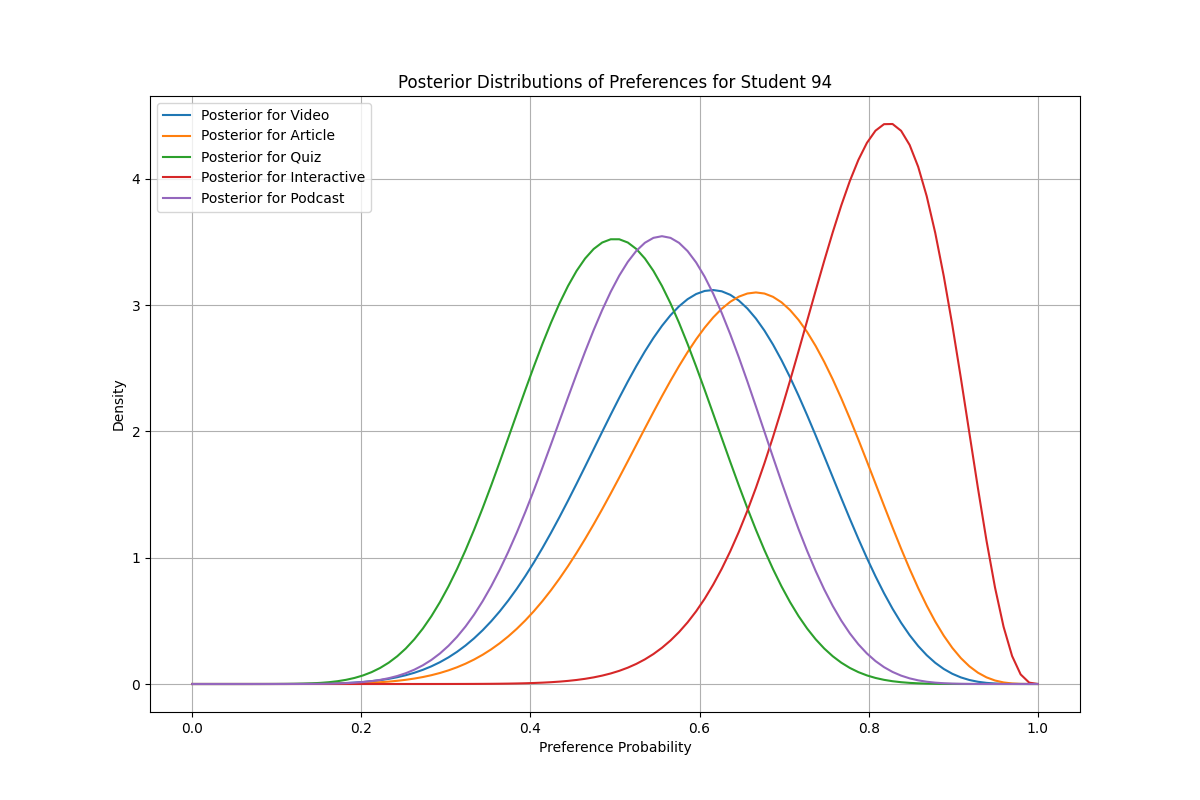 Posterior Distributions of Preferences for Student 94
Posterior for Video
Posterior for Article
Posterior for Quiz
Posterior for Interactive
Posterior for Podcast
Density
4
3
2
1
0
0.0 0.2 0.4 0.6 0.8 1.0
Preference Probability